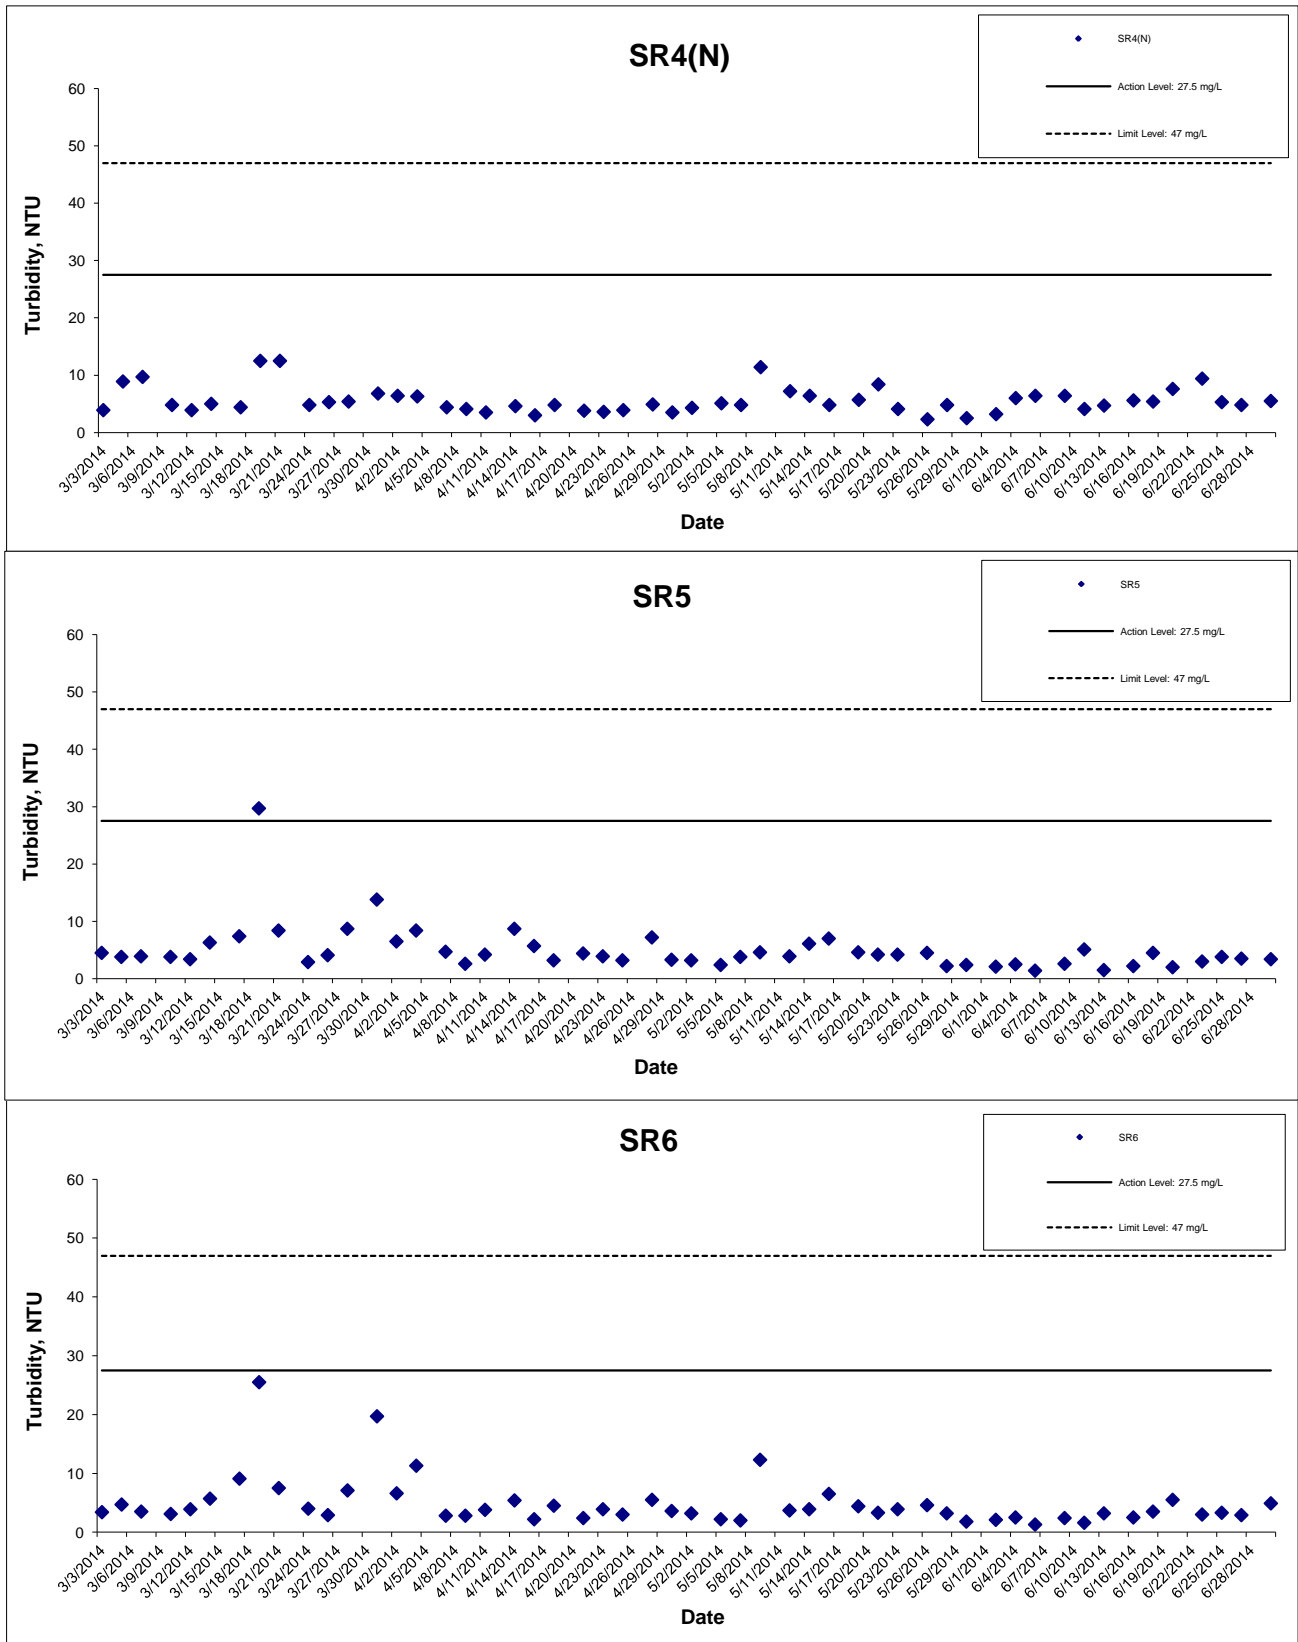 SR4(N)
SR4(N)
Action Level: 27.5 mg/L
Limit Level: 47 mg/L
60
50
40
30
20
10
0
Turbidity, NTU
3/3/2014 3/6/2014 3/9/2014 3/12/2014 3/15/2014 3/18/2014 3/21/2014 3/24/2014 3/27/2014 3/30/2014 4/2/2014 4/5/2014 4/8/2014 4/11/2014 4/14/2014 4/17/2014 4/20/2014 4/23/2014 4/26/2014 4/29/2014 5/2/2014 5/5/2014 5/8/2014 5/11/2014 5/14/2014 5/17/2014 5/20/2014 5/23/2014 5/26/2014 5/29/2014 6/1/2014 6/4/2014 6/7/2014 6/10/2014 6/13/2014 6/16/2014 6/19/2014 6/22/2014 6/25/2014 6/28/2014
Date
SR5
SR5
Action Level: 27.5 mg/L
Limit Level: 47 mg/L
60
50
40
30
20
10
0
Turbidity, NTU
3/3/2014 3/6/2014 3/9/2014 3/12/2014 3/15/2014 3/18/2014 3/21/2014 3/24/2014 3/27/2014 3/30/2014 4/2/2014 4/5/2014 4/8/2014 4/11/2014 4/14/2014 4/17/2014 4/20/2014 4/23/2014 4/26/2014 4/29/2014 5/2/2014 5/5/2014 5/8/2014 5/11/2014 5/14/2014 5/17/2014 5/20/2014 5/23/2014 5/26/2014 5/29/2014 6/1/2014 6/4/2014 6/7/2014 6/10/2014 6/13/2014 6/16/2014 6/19/2014 6/22/2014 6/25/2014 6/28/2014
Date
SR6
SR6
Action Level: 27.5 mg/L
Limit Level: 47 mg/L
60
50
40
30
20
10
0
Turbidity, NTU
3/3/2014 3/6/2014 3/9/2014 3/12/2014 3/15/2014 3/18/2014 3/21/2014 3/24/2014 3/27/2014 3/30/2014 4/2/2014 4/5/2014 4/8/2014 4/11/2014 4/14/2014 4/17/2014 4/20/2014 4/23/2014 4/26/2014 4/29/2014 5/2/2014 5/5/2014 5/8/2014 5/11/2014 5/14/2014 5/17/2014 5/20/2014 5/23/2014 5/26/2014 5/29/2014 6/1/2014 6/4/2014 6/7/2014 6/10/2014 6/13/2014 6/16/2014 6/19/2014 6/22/2014 6/25/2014 6/28/2014
Date